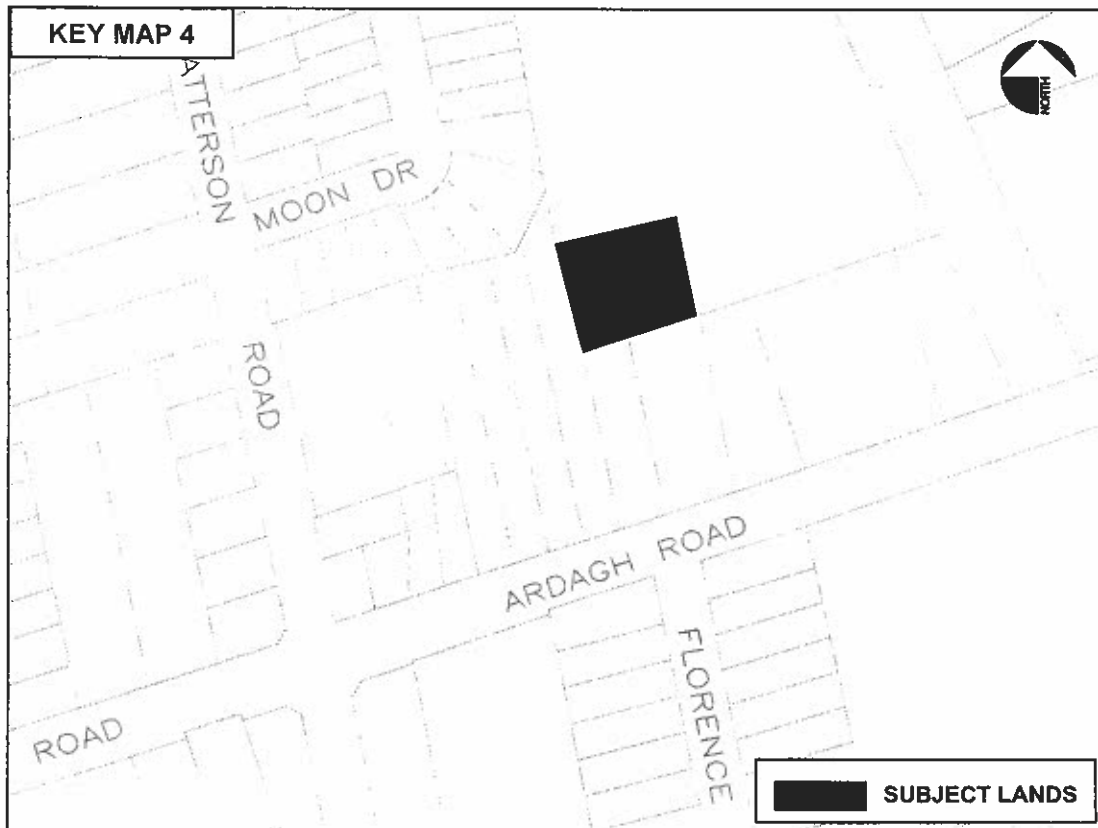 KEY MAP 4
NORTH
ATTERSON
MOON DR
ROAD
ARDAGH ROAD
FLORENCE
ROAD
SUBJECT LANDS